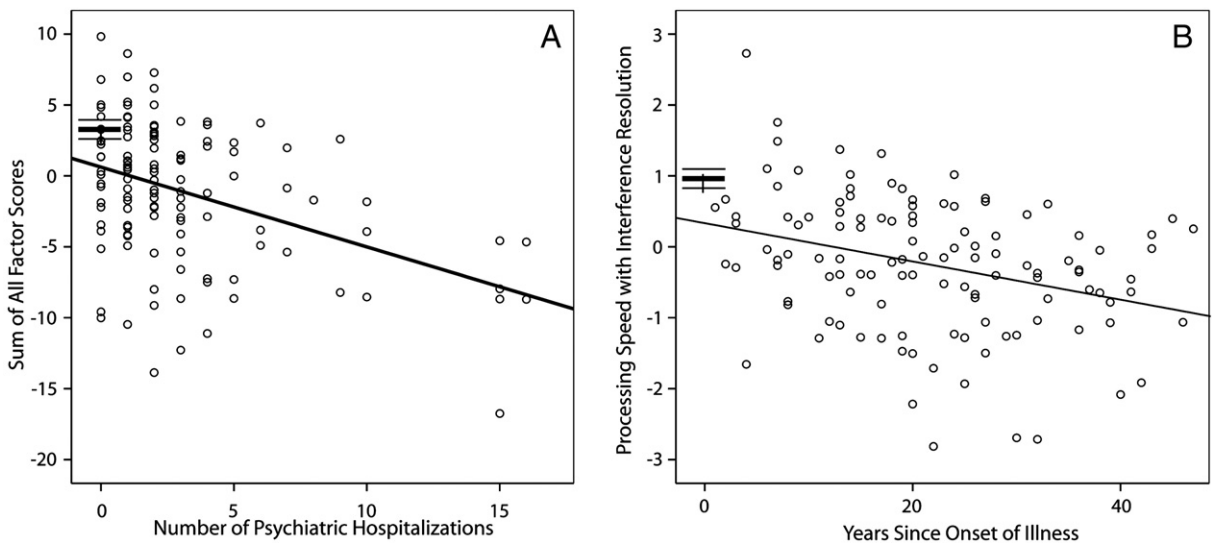 A
Sum of All Factor Scores
10
5
0
-5
-10
-15
-20
0 5 10 15
Number of Psychiatric Hospitalizations
B
Processing Speed with Interference Resolution
3
2
1
0
-1
-2
-3
0 20 40
Years Since Onset of Illness